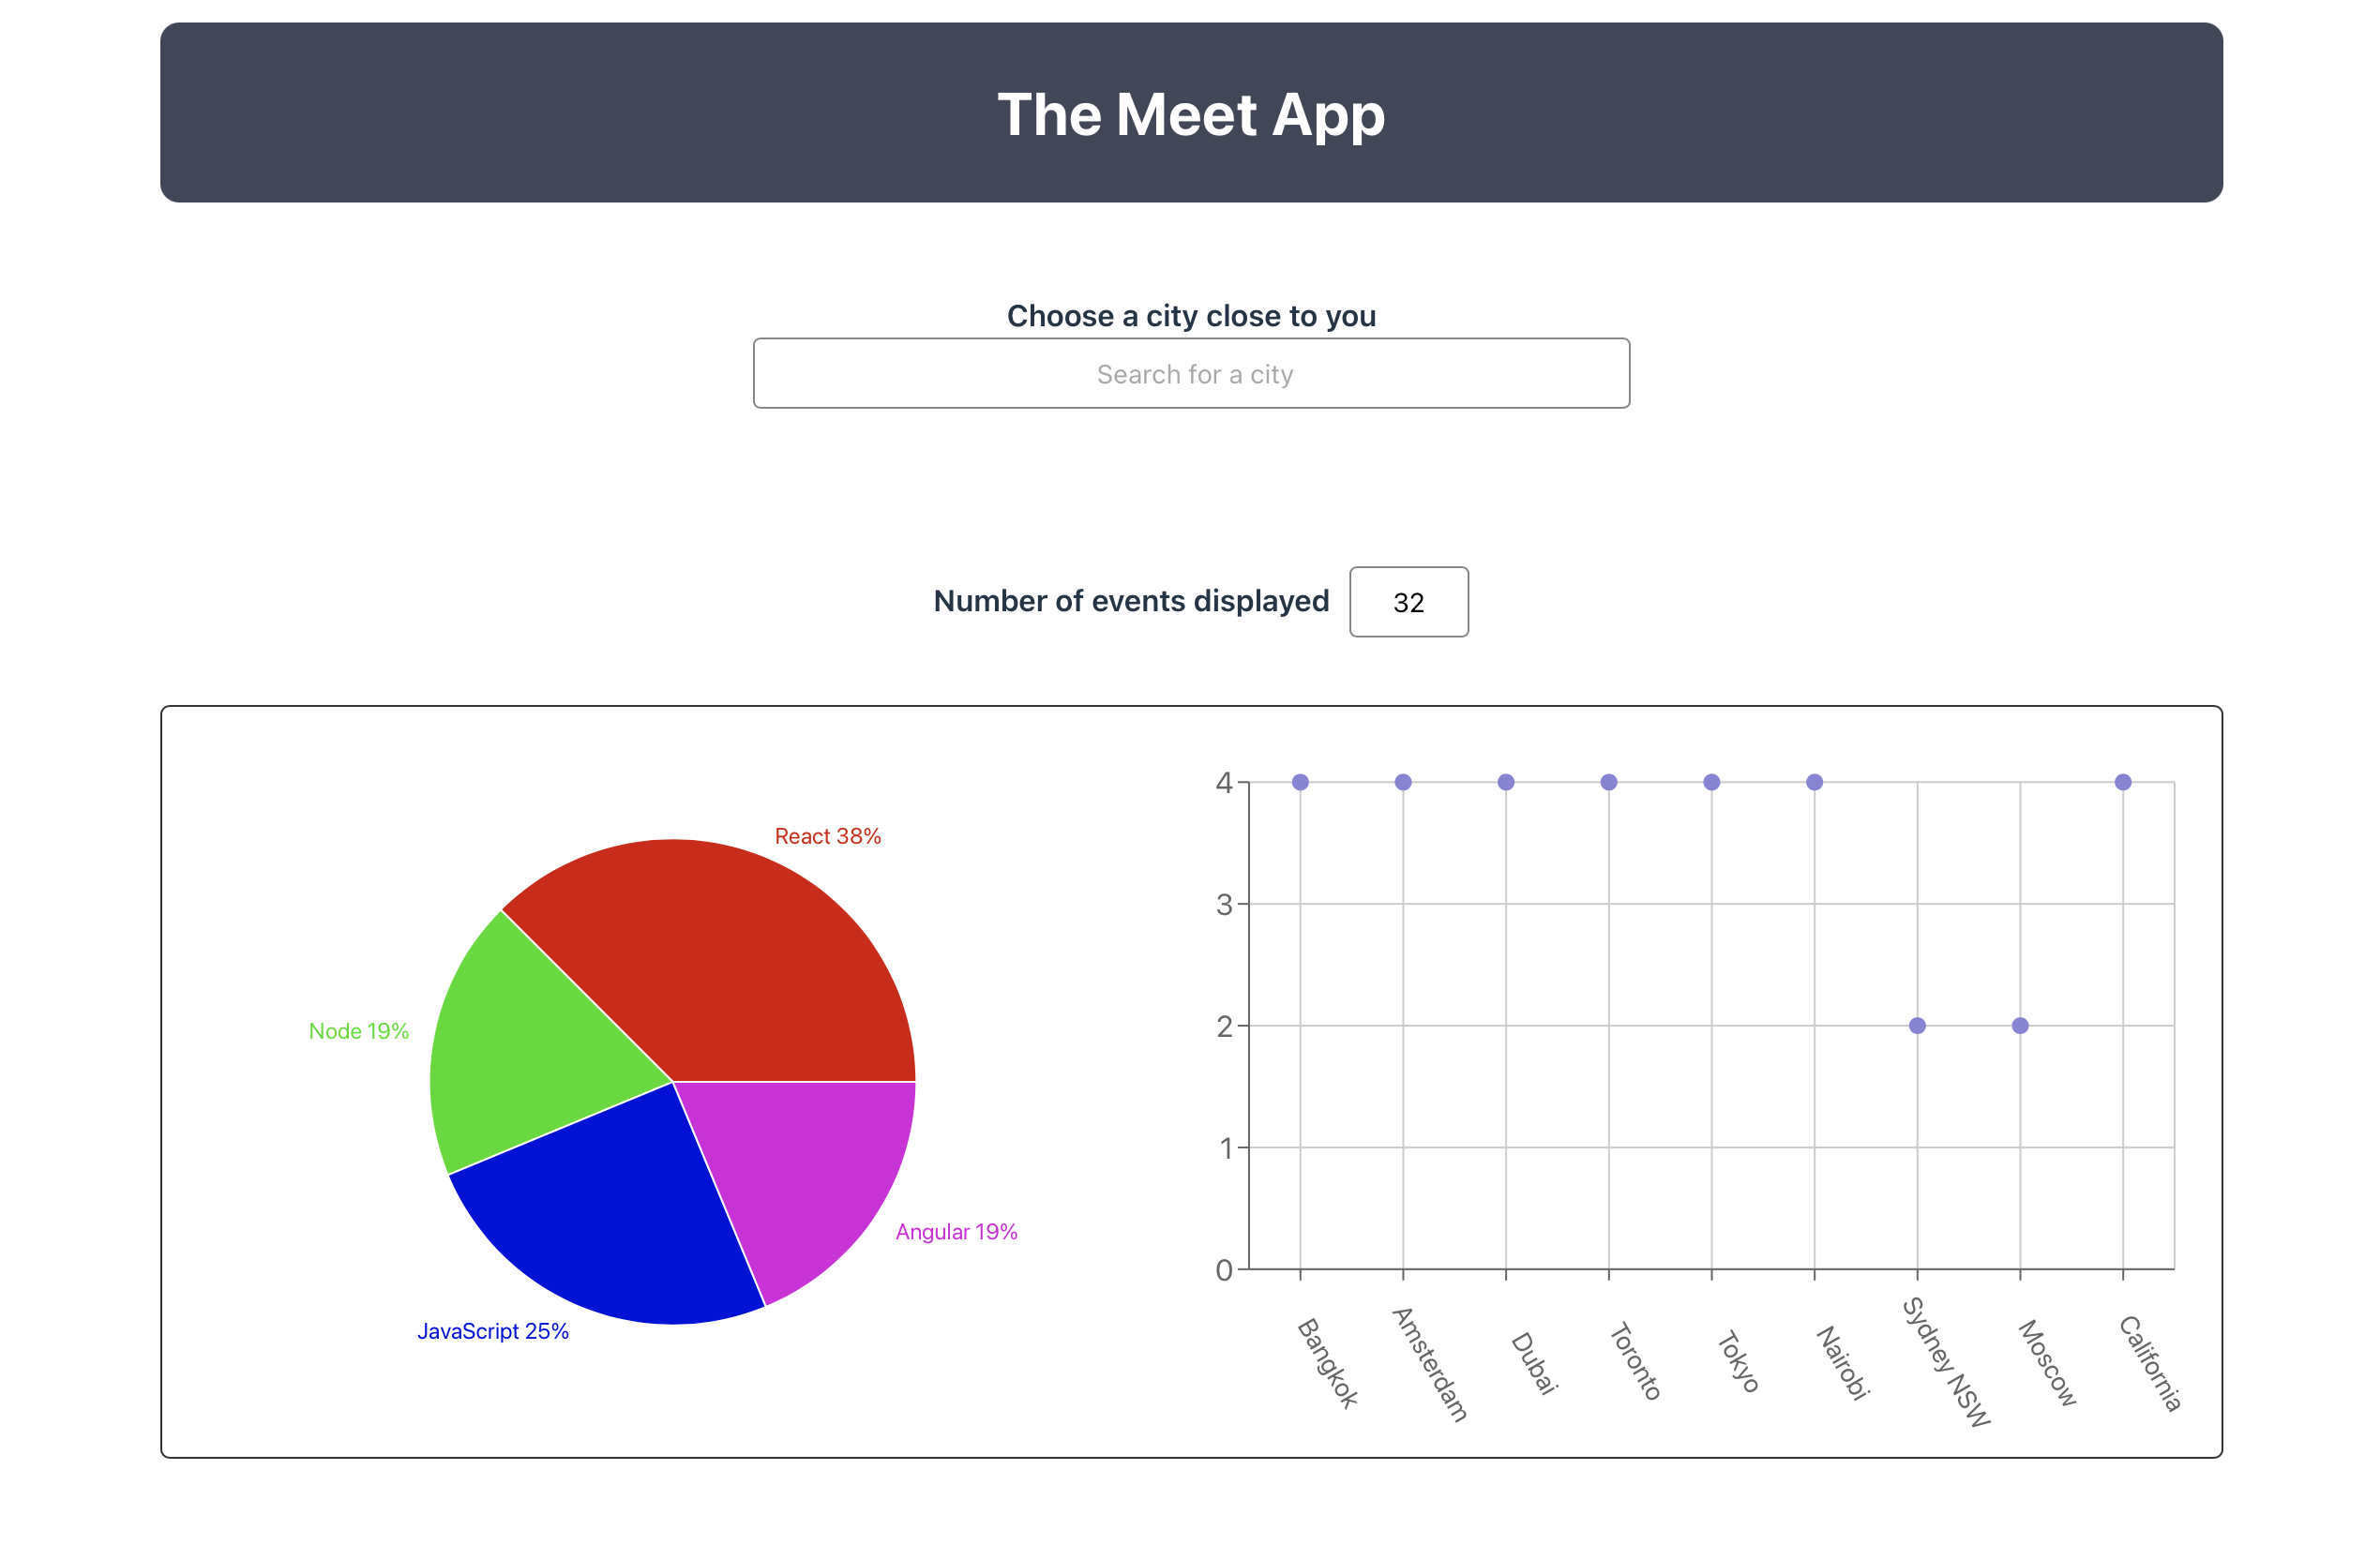 The Meet App
Choose a city close to you
Search for a city
Number of events displayed 32
React 38%
Node 19%
Angular 19%
JavaScript 25%
4
3
2
1
0
Bangkok
Amsterdam
Dubai
Toronto
Tokyo
Nairobi
Sydney NSW
Moscow
California